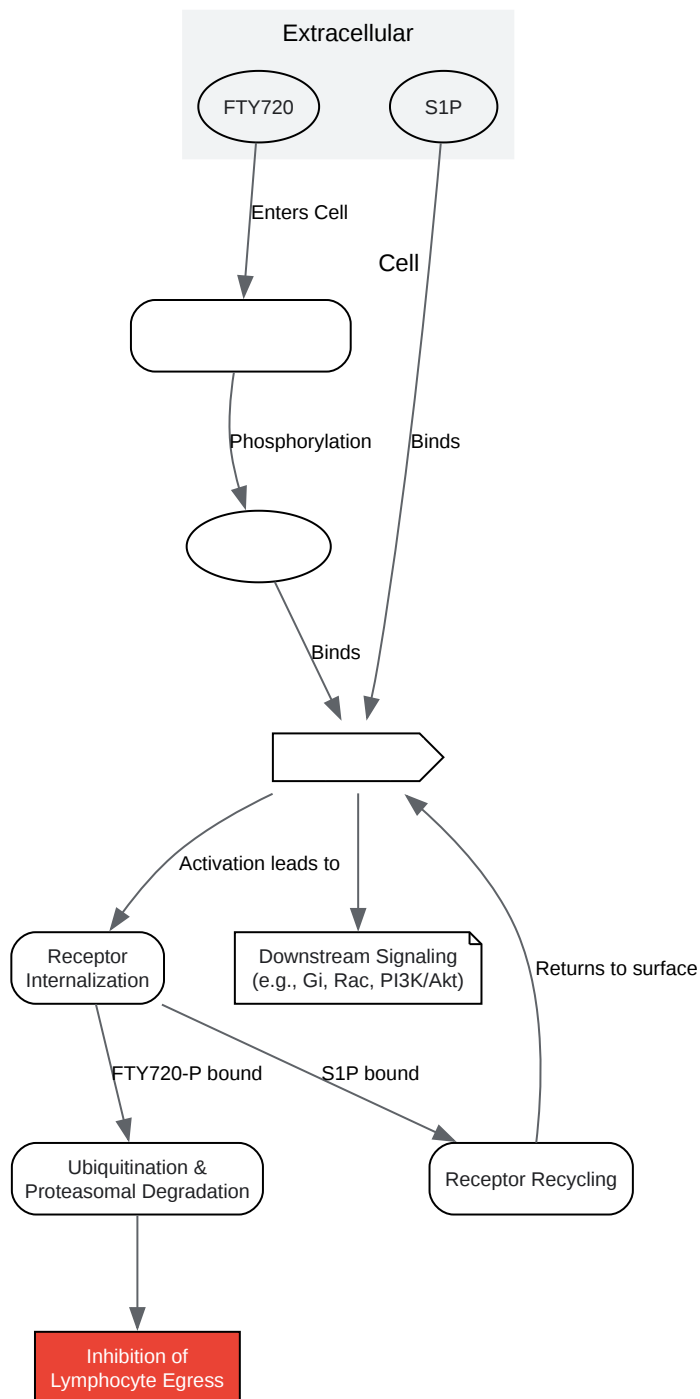 Extracellular
FTY720
S1P
Enters Cell
Cell
Phosphorylation
Binds
Binds
Activation leads to
Receptor
Internalization
Downstream Signaling
(e.g., Gi, Rac, PI3K/Akt)
Returns to surface
FTY720-P bound
S1P bound
Ubiquitination &
Proteasomal Degradation
Receptor Recycling
Inhibition of
Lymphocyte Egress